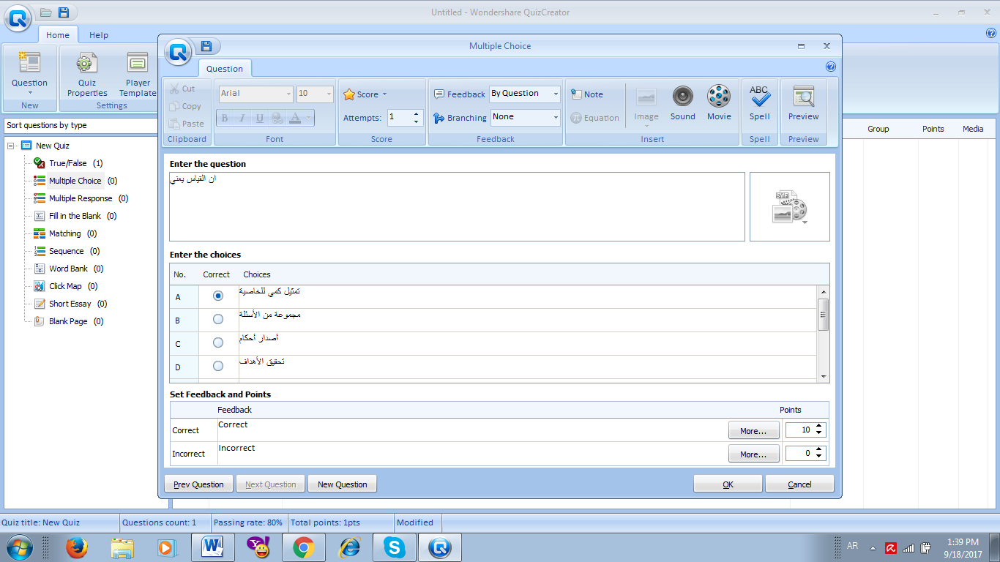 Untitled - Wondershare QuizCreator
Home Help
Question
New
Quiz Properties
Player Template
Settings
Sort questions by type
New Quiz
True/False (1)
Multiple Choice (0)
Multiple Response (0)
Fill in the Blank (0)
Matching (0)
Sequence (0)
Word Bank (0)
Click Map (0)
Short Essay (0)
Blank Page (0)
Group Points Media
Multiple Choice
Question
Cut
Copy
Paste
Clipboard
Arial 10
B I U A
Font
Score
Attempts: 1
Score
Feedback By Question
Branching None
Feedback
Note
Equation
Image
Sound
Movie
Insert
ABC
Spell
Spell
Preview
Preview
Enter the question
ان القياس يعني
SWF
Enter the choices
No. Correct Choices
A تمثيل كمي للخاصية
B مجموعة من الأسئلة
C أصدار أحكام
D تحقيق الأهداف
Set Feedback and Points
Feedback Points
Correct Correct More... 10
Incorrect Incorrect More... 0
Prev Question Next Question New Question OK Cancel
Quiz title: New Quiz Questions count: 1 Passing rate: 80% Total points: 1pts Modified
AR
1:39 PM
9/18/2017